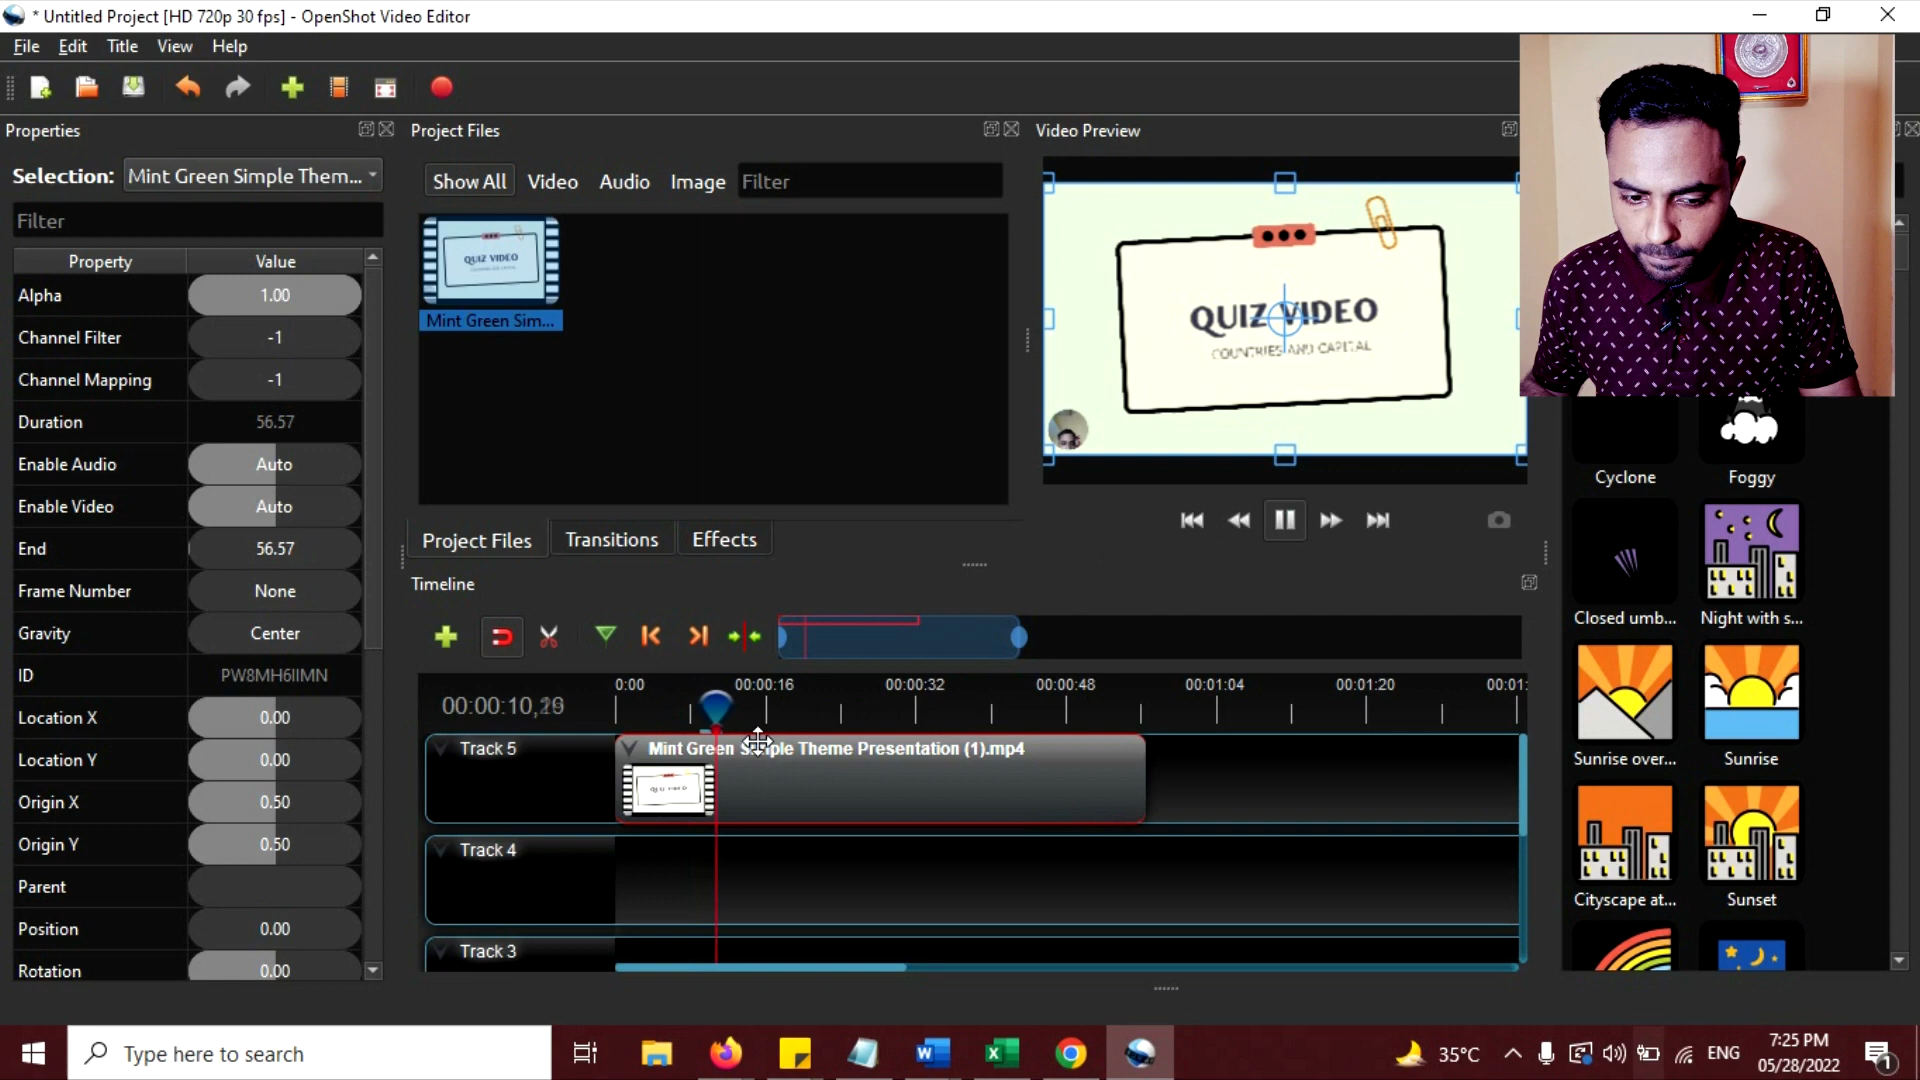 * Untitled Project [HD 720p 30 fps] - OpenShot Video Editor
File Edit Title View Help
Properties
Project Files
Video Preview
Selection: Mint Green Simple Them...
Show All Video Audio Image Filter
Filter
Property Value
Alpha 1.00
Channel Filter -1
Channel Mapping -1
Duration 56.57
Enable Audio Auto
Enable Video Auto
End 56.57
Frame Number None
Gravity Center
ID PW8MH6IIMN
Location X 0.00
Location Y 0.00
Origin X 0.50
Origin Y 0.50
Parent
Position 0.00
Rotation 0.00
QUIZ VIDEO
Mint Green Sim...
QUIZ VIDEO
COUNTRIES AND CAPITAL
Project Files Transitions Effects
Timeline
0:00 00:00:16 00:00:32 00:00:48 00:01:04 00:01:20 00:01:
Track 5
Mint Green Simple Theme Presentation (1).mp4
Track 4
Track 3
Cyclone Foggy
Closed umb... Night with s...
Sunrise over... Sunrise
Cityscape at... Sunset
Type here to search
35°C
ENG
7:25 PM
05/28/2022
1